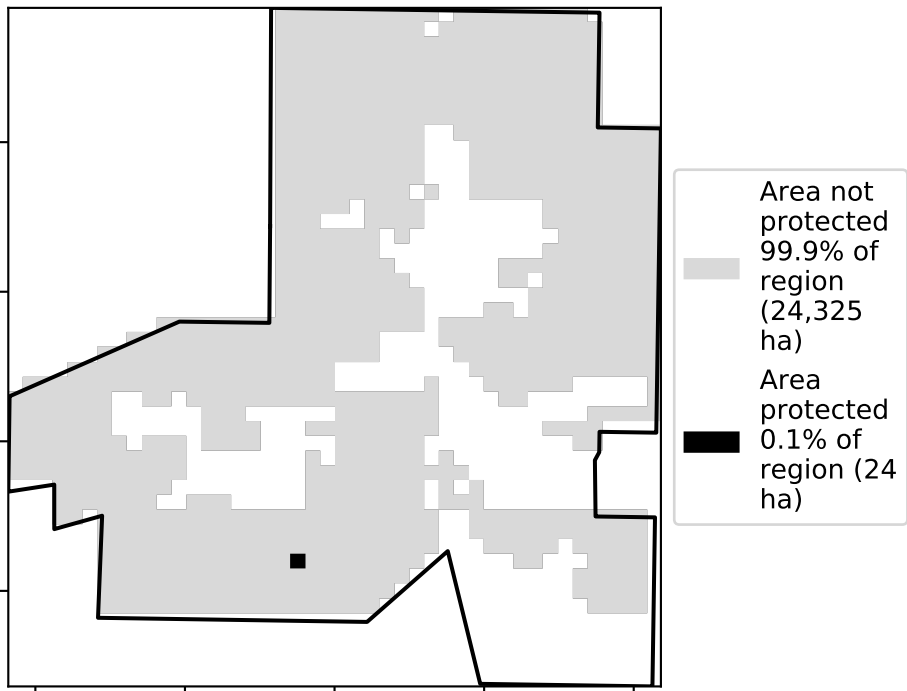 Area not
protected
99.9% of
region
(24,325
ha)
Area
protected
0.1% of
region (24
ha)